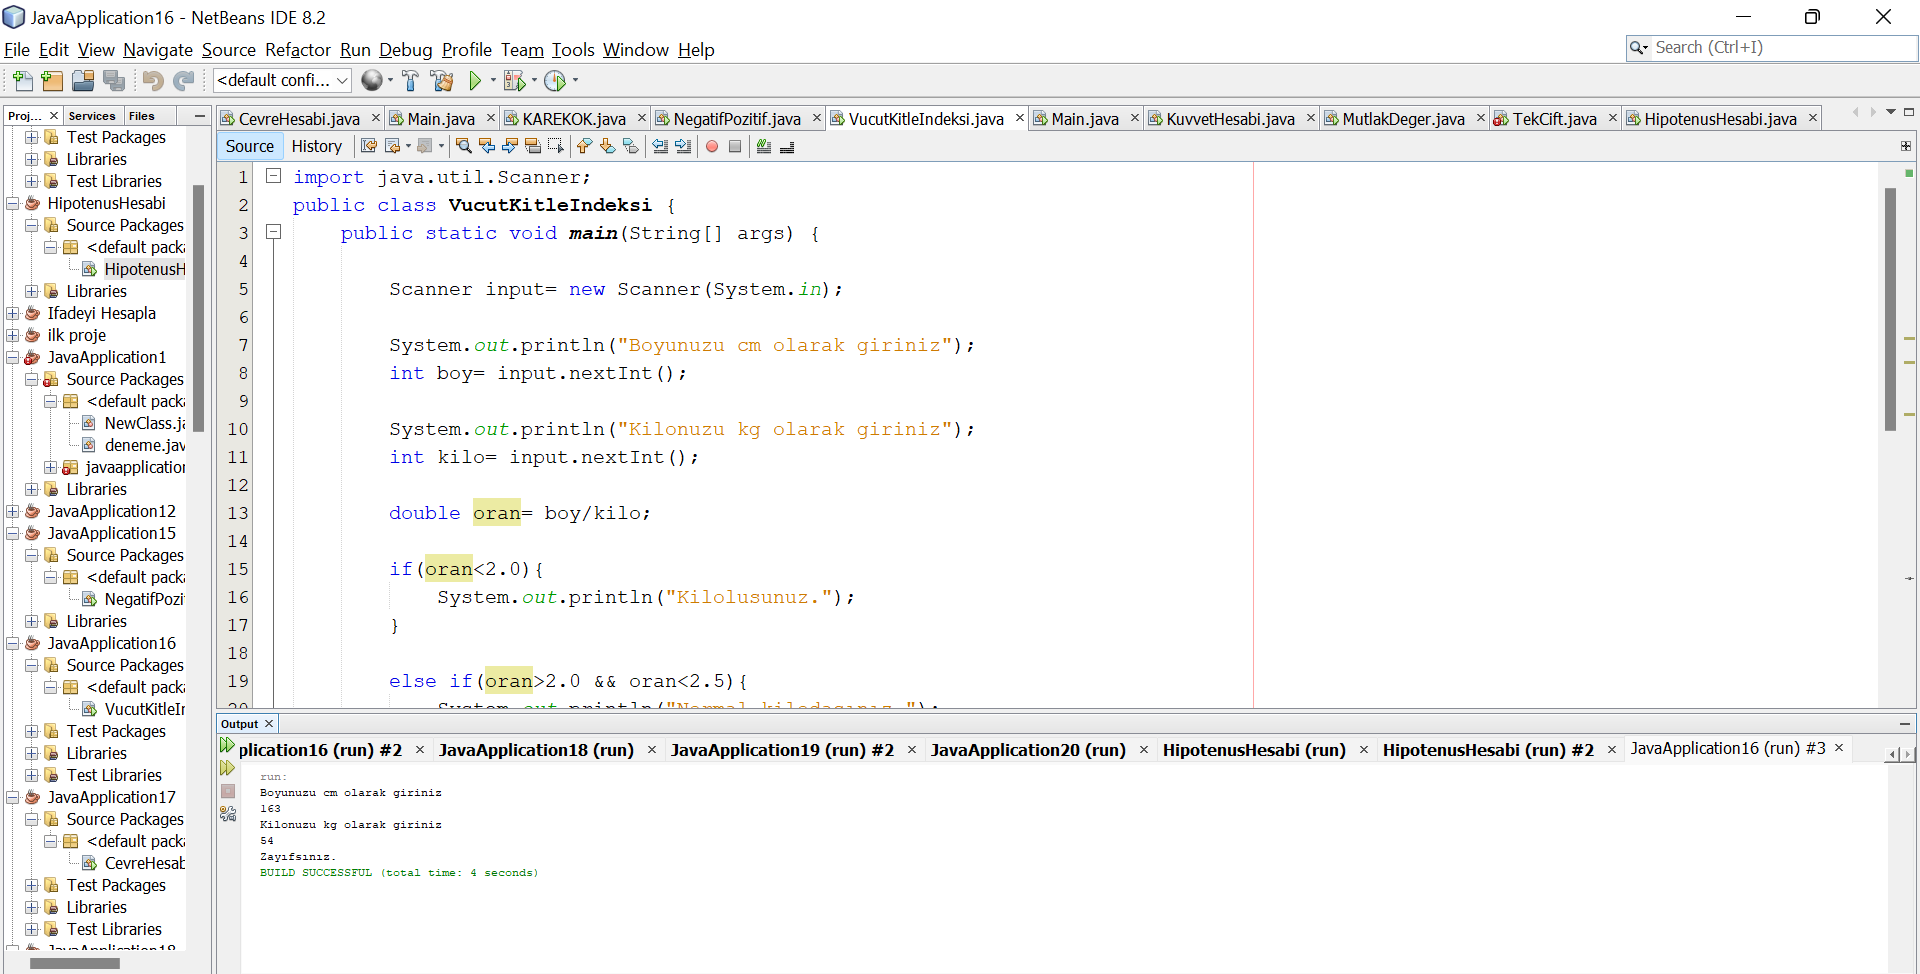 JavaApplication16 - NetBeans IDE 8.2
File Edit View Navigate Source Refactor Run Debug Profile Team Tools Window Help
Search (Ctrl+I)
<default confi...
Proj... Services Files
Test Packages
Libraries
Test Libraries
HipotenusHesabi
Source Packages
<default pack
HipotenusH
Libraries
Ifadeyi Hesapla
ilk proje
JavaApplication1
Source Packages
<default pack
NewClass.j
deneme.jav
javaapplication
Libraries
JavaApplication12
JavaApplication15
Source Packages
<default pack
NegatifPozi
Libraries
JavaApplication16
Source Packages
<default pack
VucutKitleIn
Test Packages
Libraries
Test Libraries
JavaApplication17
Source Packages
<default pack
CevreHesab
Test Packages
Libraries
Test Libraries
JavaApplication18
CevreHesabi.java Main.java KAREKOK.java NegatifPozitif.java VucutKitleIndeksi.java Main.java KuvvetHesabi.java MutlakDeger.java TekCift.java HipotenusHesabi.java
Source History
1 import java.util.Scanner;
2 public class VucutKitleIndeksi {
3 public static void main(String[] args) {
4
5 Scanner input= new Scanner(System.in);
6
7 System.out.println("Boyunuzu cm olarak giriniz");
8 int boy= input.nextInt();
9
10 System.out.println("Kilonuzu kg olarak giriniz");
11 int kilo= input.nextInt();
12
13 double oran= boy/kilo;
14
15 if(oran<2.0){
16 System.out.println("Kilolusunuz.");
17 }
18
19 else if(oran>2.0 && oran<2.5){
20 System.out.println("Normal kilodasınız.");
Output
plication16 (run) #2 JavaApplication18 (run) JavaApplication19 (run) #2 JavaApplication20 (run) HipotenusHesabi (run) HipotenusHesabi (run) #2 JavaApplication16 (run) #3
run:
Boyunuzu cm olarak giriniz
163
Kilonuzu kg olarak giriniz
54
Zayıfsınız.
BUILD SUCCESSFUL (total time: 4 seconds)